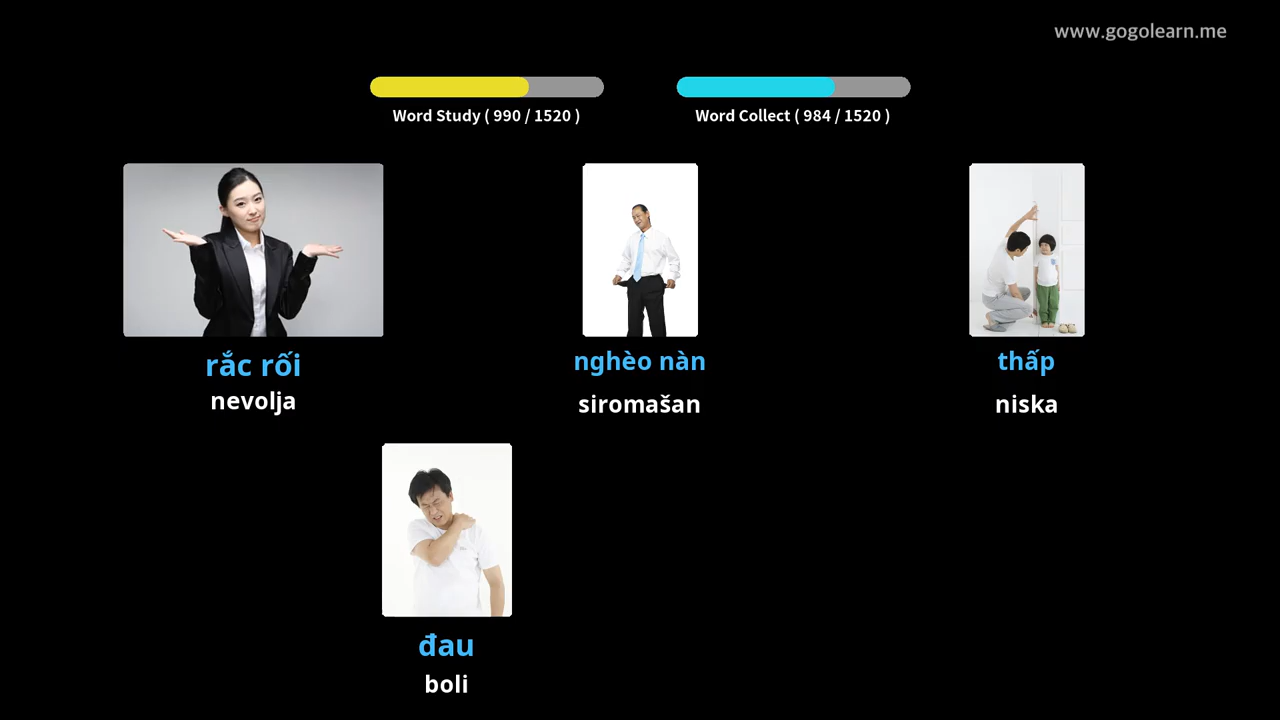 www.gogolearn.me
Word Study ( 990 / 1520 )
Word Collect ( 984 / 1520 )
rắc rối
nevolja
nghèo nàn
siromašan
thấp
niska
đau
boli